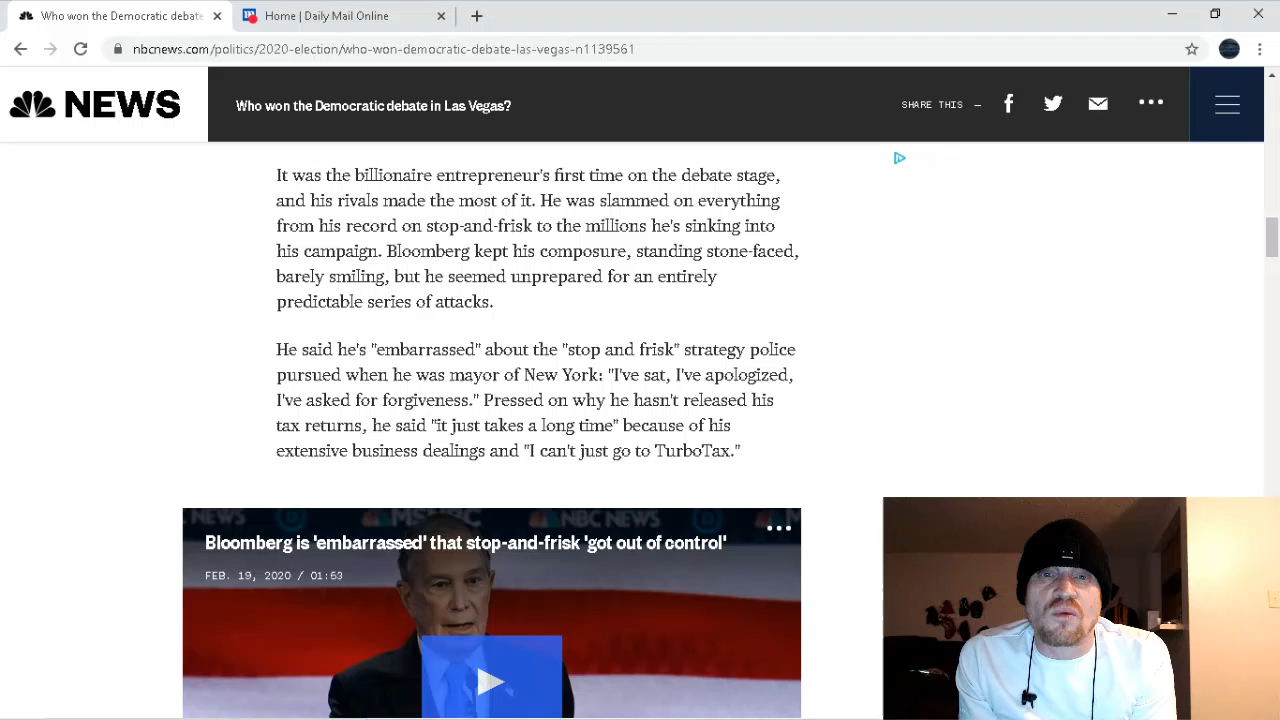 Who won the Democratic debate
Home | Daily Mail Online
nbcnews.com/politics/2020-election/who-won-democratic-debate-las-vegas-n1139561
NEWS
Who won the Democratic debate in Las Vegas?
SHARE THIS —
It was the billionaire entrepreneur's first time on the debate stage,
and his rivals made the most of it. He was slammed on everything
from his record on stop-and-frisk to the millions he's sinking into
his campaign. Bloomberg kept his composure, standing stone-faced,
barely smiling, but he seemed unprepared for an entirely
predictable series of attacks.
He said he's "embarrassed" about the "stop and frisk" strategy police
pursued when he was mayor of New York: "I've sat, I've apologized,
I've asked for forgiveness." Pressed on why he hasn't released his
tax returns, he said "it just takes a long time" because of his
extensive business dealings and "I can't just go to TurboTax."
NEWS MSNBC NBC NEWS
Bloomberg is 'embarrassed' that stop-and-frisk 'got out of control'
FEB. 19, 2020 / 01:53